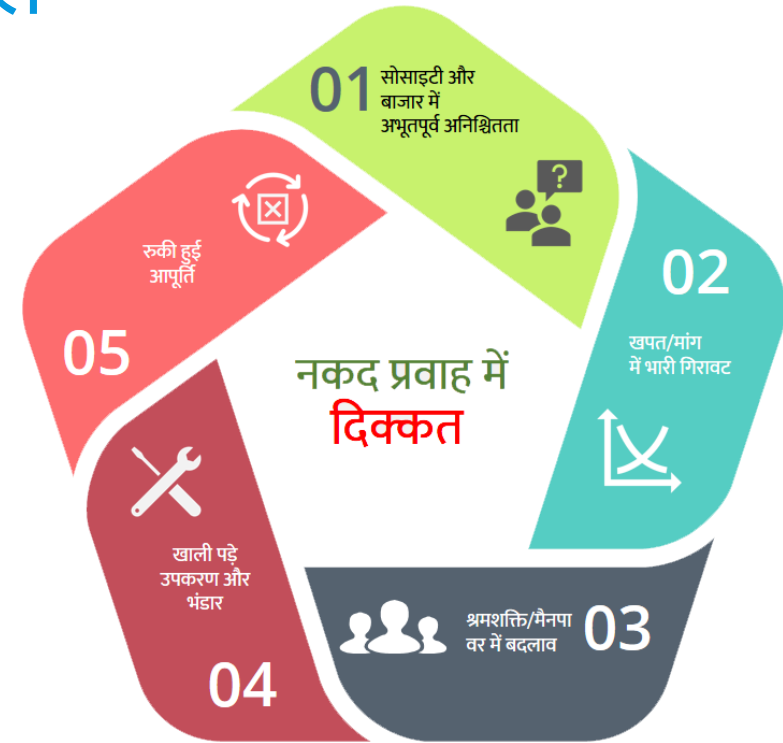 01
सोसाइटी और
बाजार में
अभूतपूर्व अनिश्चितता
?
02
खपत/मांग
में भारी गिरावट
श्रमशक्ति/मैनपा
वर में बदलाव
03
खाली पड़े
उपकरण और
भंडार
04
रुकी हुई
आपूर्ति
05
नकद प्रवाह में
दिक्कत